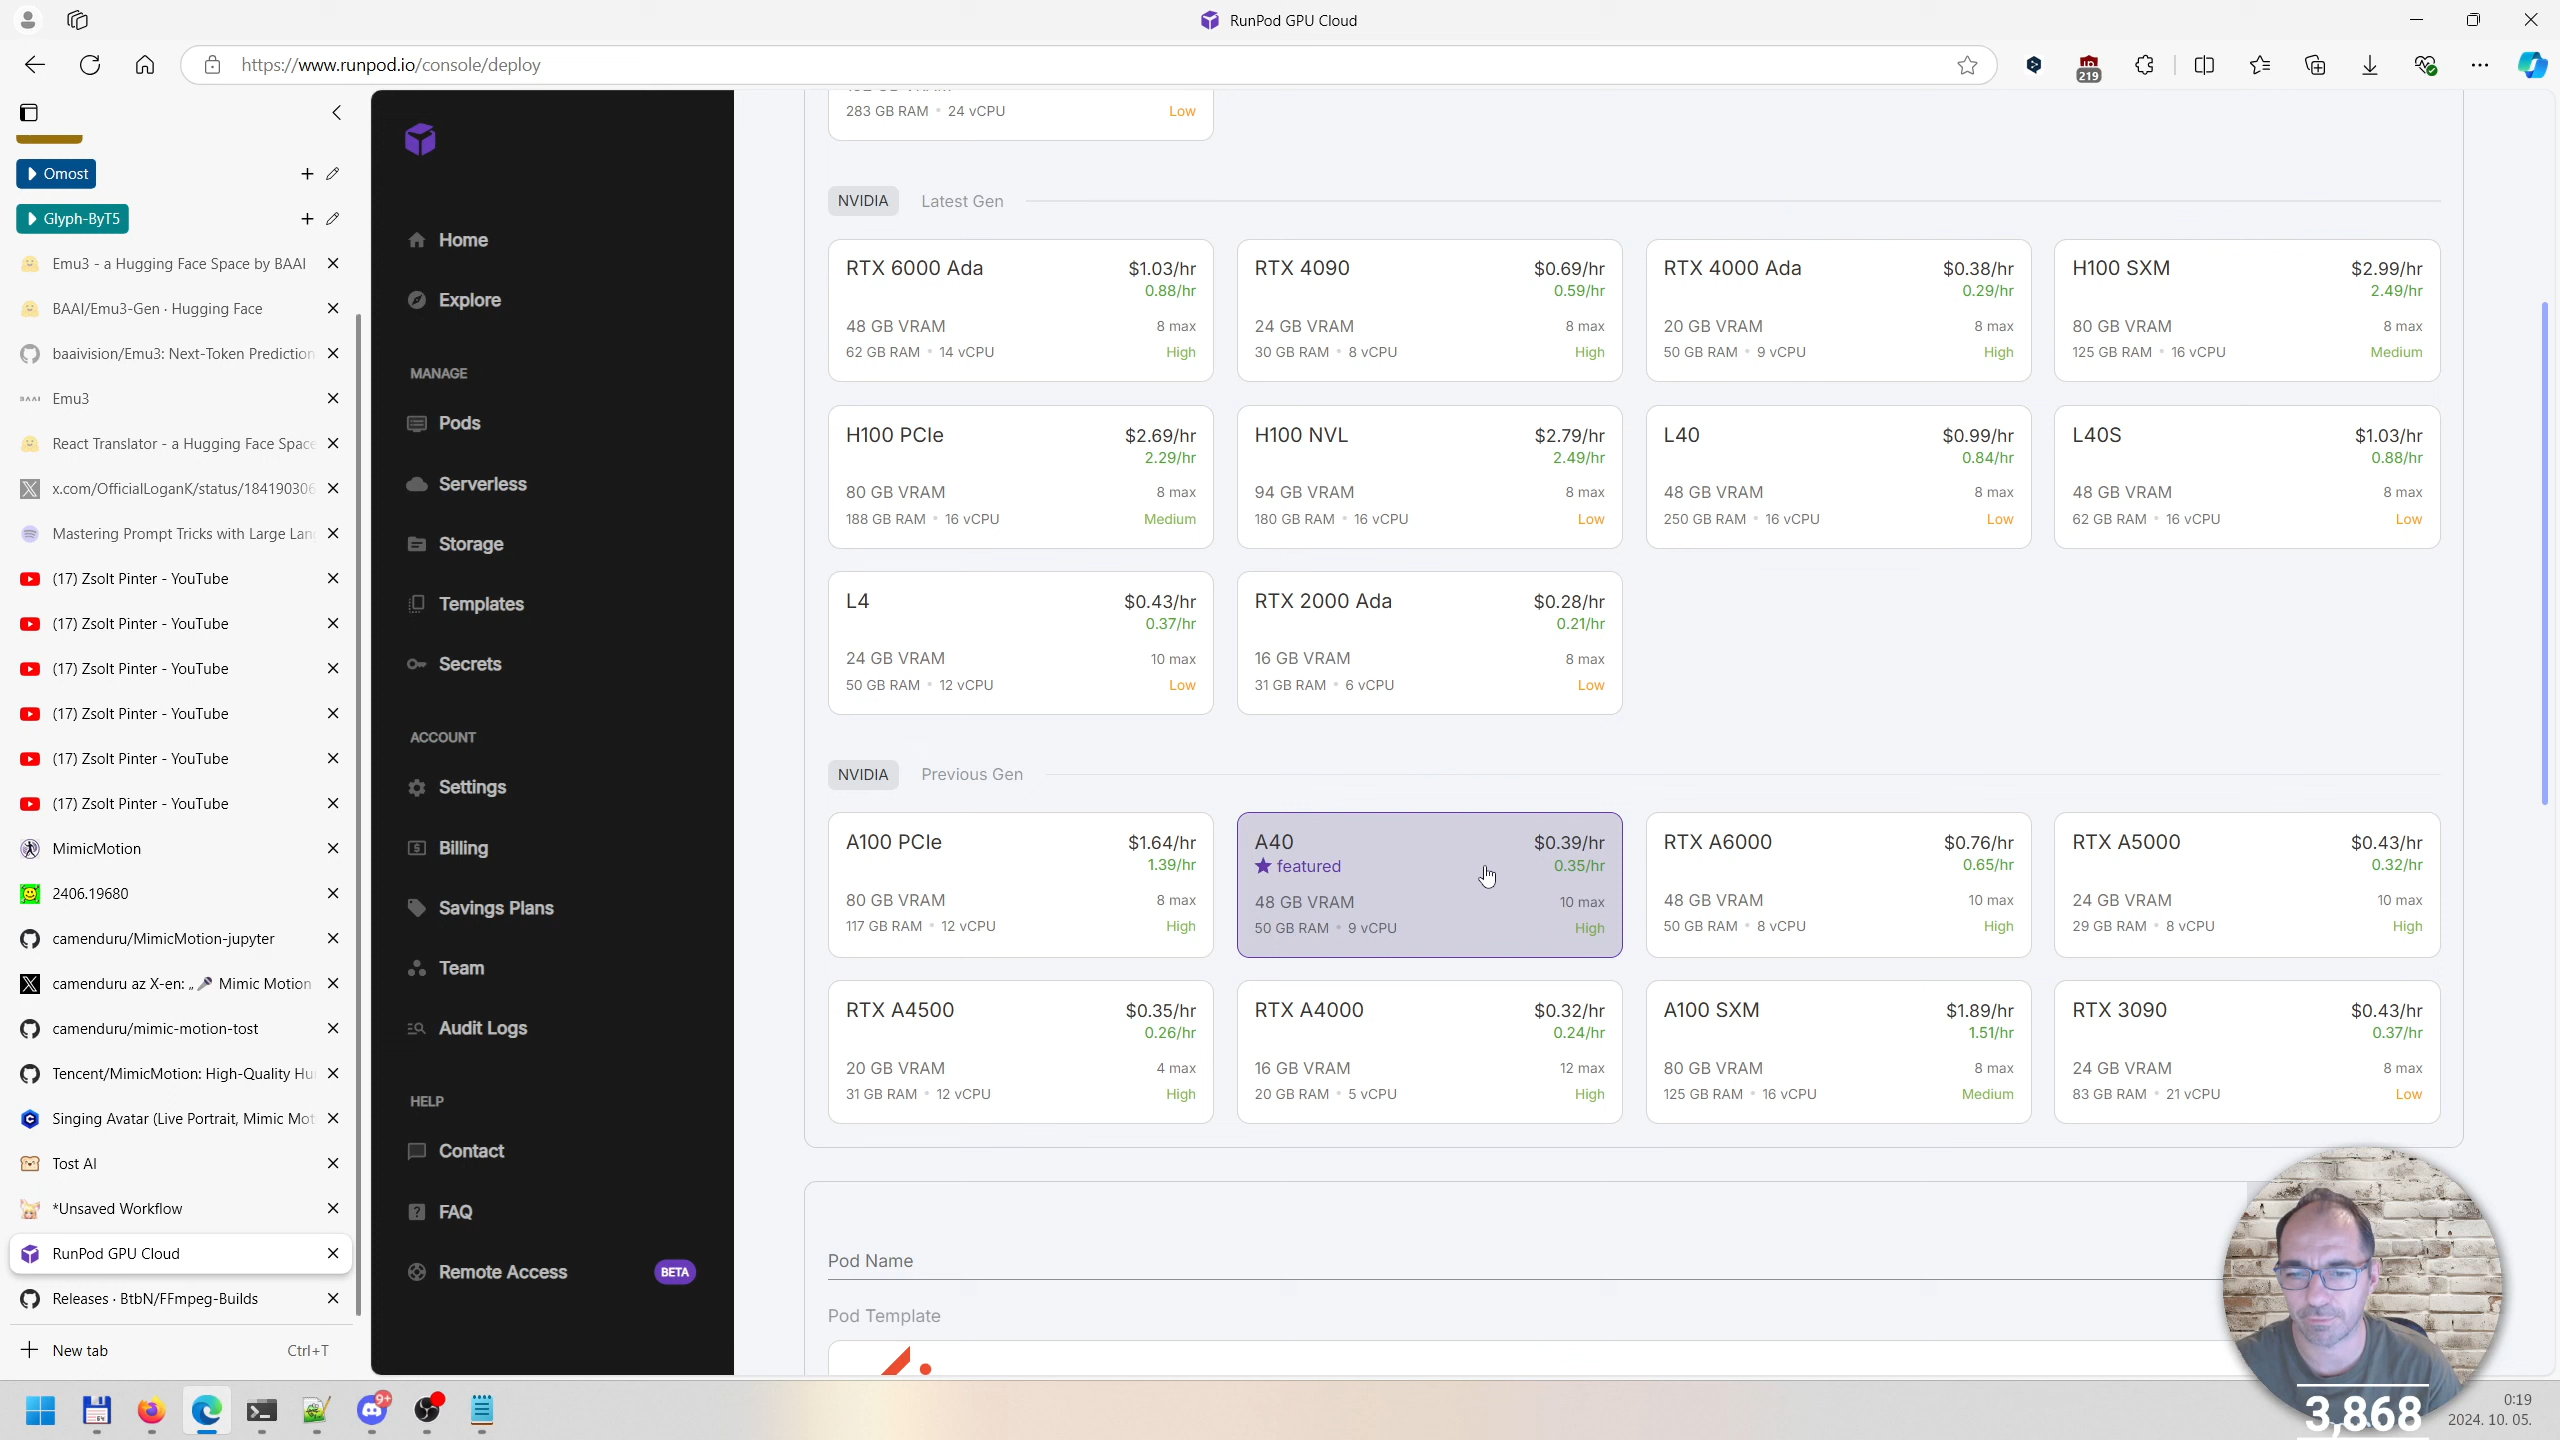 RunPod GPU Cloud
https://www.runpod.io/console/deploy
219
Omost
Glyph-ByT5
Emu3 - a Hugging Face Space by BAAI
BAAI/Emu3-Gen · Hugging Face
baaivision/Emu3: Next-Token Prediction
Emu3
React Translator - a Hugging Face Space
x.com/OfficialLoganK/status/184190306
Mastering Prompt Tricks with Large Lang
(17) Zsolt Pinter - YouTube
(17) Zsolt Pinter - YouTube
(17) Zsolt Pinter - YouTube
(17) Zsolt Pinter - YouTube
(17) Zsolt Pinter - YouTube
(17) Zsolt Pinter - YouTube
MimicMotion
2406.19680
camenduru/MimicMotion-jupyter
camenduru az X-en: „🎤 Mimic Motion
camenduru/mimic-motion-tost
Tencent/MimicMotion: High-Quality Hu
Singing Avatar (Live Portrait, Mimic Mot
Tost AI
*Unsaved Workflow
RunPod GPU Cloud
Releases · BtbN/FFmpeg-Builds
New tab Ctrl+T
Home
Explore
MANAGE
Pods
Serverless
Storage
Templates
Secrets
ACCOUNT
Settings
Billing
Savings Plans
Team
Audit Logs
HELP
Contact
FAQ
Remote Access BETA
283 GB RAM • 24 vCPU Low
NVIDIA Latest Gen
RTX 6000 Ada $1.03/hr
0.88/hr
48 GB VRAM 8 max
62 GB RAM • 14 vCPU High
RTX 4090 $0.69/hr
0.59/hr
24 GB VRAM 8 max
30 GB RAM • 8 vCPU High
RTX 4000 Ada $0.38/hr
0.29/hr
20 GB VRAM 8 max
50 GB RAM • 9 vCPU High
H100 SXM $2.99/hr
2.49/hr
80 GB VRAM 8 max
125 GB RAM • 16 vCPU Medium
H100 PCIe $2.69/hr
2.29/hr
80 GB VRAM 8 max
188 GB RAM • 16 vCPU Medium
H100 NVL $2.79/hr
2.49/hr
94 GB VRAM 8 max
180 GB RAM • 16 vCPU Low
L40 $0.99/hr
0.84/hr
48 GB VRAM 8 max
250 GB RAM • 16 vCPU Low
L40S $1.03/hr
0.88/hr
48 GB VRAM 8 max
62 GB RAM • 16 vCPU Low
L4 $0.43/hr
0.37/hr
24 GB VRAM 10 max
50 GB RAM • 12 vCPU Low
RTX 2000 Ada $0.28/hr
0.21/hr
16 GB VRAM 8 max
31 GB RAM • 6 vCPU Low
NVIDIA Previous Gen
A100 PCIe $1.64/hr
1.39/hr
80 GB VRAM 8 max
117 GB RAM • 12 vCPU High
A40 $0.39/hr
featured 0.35/hr
48 GB VRAM 10 max
50 GB RAM • 9 vCPU High
RTX A6000 $0.76/hr
0.65/hr
48 GB VRAM 10 max
50 GB RAM • 8 vCPU High
RTX A5000 $0.43/hr
0.32/hr
24 GB VRAM 10 max
29 GB RAM • 8 vCPU High
RTX A4500 $0.35/hr
0.26/hr
20 GB VRAM 4 max
31 GB RAM • 12 vCPU High
RTX A4000 $0.32/hr
0.24/hr
16 GB VRAM 12 max
20 GB RAM • 5 vCPU High
A100 SXM $1.89/hr
1.51/hr
80 GB VRAM 8 max
125 GB RAM • 16 vCPU Medium
RTX 3090 $0.43/hr
0.37/hr
24 GB VRAM 8 max
83 GB RAM • 21 vCPU Low
Pod Name
Pod Template
9+
3,868
0:19
2024. 10. 05.